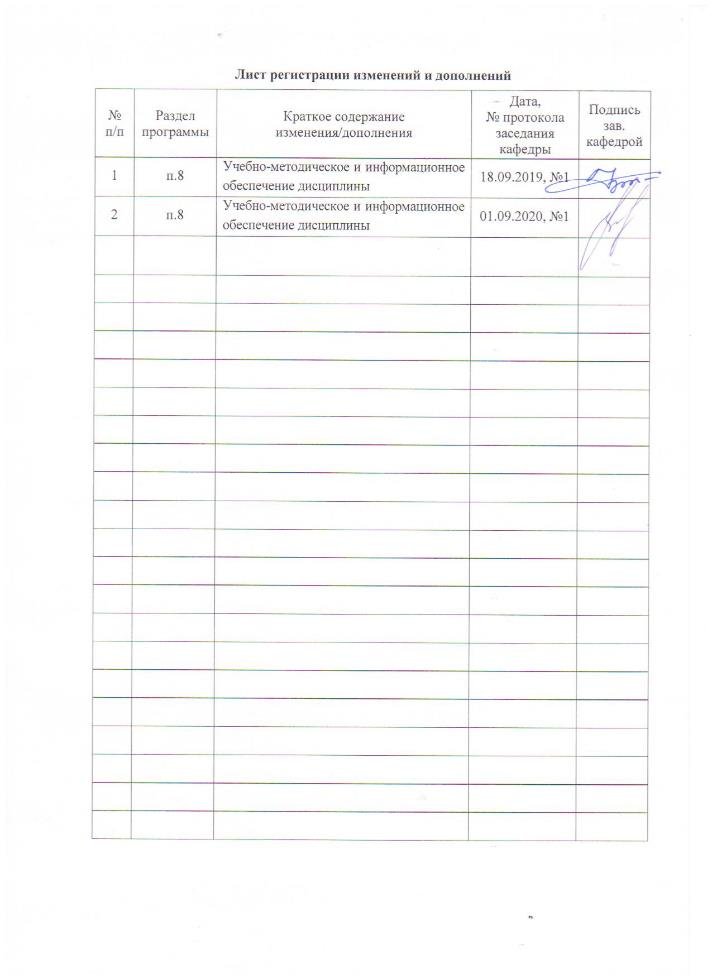 Лист регистрации изменений и дополнений
№
п/п
Раздел
программы
Краткое содержание
изменения/дополнения
Дата,
№ протокола
заседания
кафедры
Подпись
зав.
кафедрой
1
п.8
Учебно-методическое и информационное
обеспечение дисциплины
18.09.2019, №1
2
п.8
Учебно-методическое и информационное
обеспечение дисциплины
01.09.2020, №1